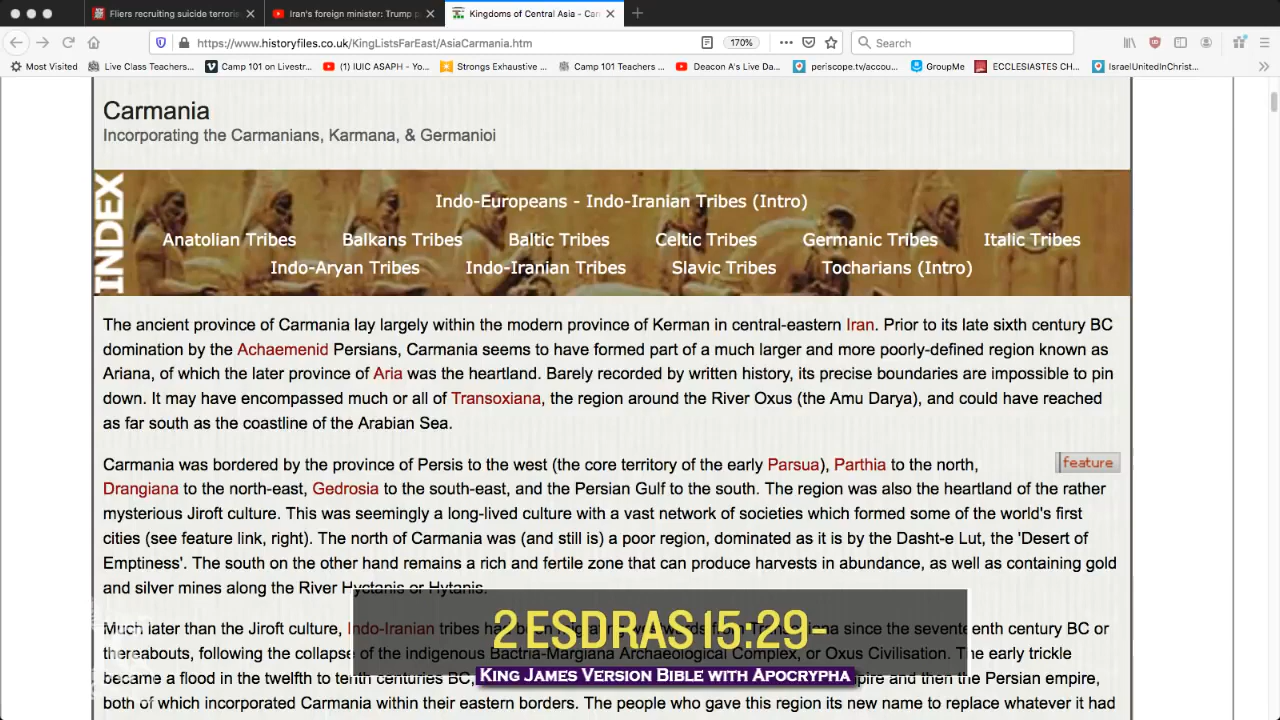 Fliers recruiting suicide terroris
Iran's foreign minister: Trump p
Kingdoms of Central Asia - Car
https://www.historyfiles.co.uk/KingListsFarEast/AsiaCarmania.htm
170%
Search
Most Visited
Live Class Teachers...
Camp 101 on Livestr...
(1) IUIC ASAPH - Yo...
Strongs Exhaustive ...
Camp 101 Teachers ...
Deacon A's Live Da...
periscope.tv/accou...
GroupMe
ECCLESIASTES CH...
IsraelUnitedInChrist...
Carmania
Incorporating the Carmanians, Karmana, & Germanioi
INDEX
Indo-Europeans - Indo-Iranian Tribes (Intro)
Anatolian Tribes Balkans Tribes Baltic Tribes Celtic Tribes Germanic Tribes Italic Tribes
Indo-Aryan Tribes Indo-Iranian Tribes Slavic Tribes Tocharians (Intro)
The ancient province of Carmania lay largely within the modern province of Kerman in central-eastern Iran. Prior to its late sixth century BC
domination by the Achaemenid Persians, Carmania seems to have formed part of a much larger and more poorly-defined region known as
Ariana, of which the later province of Aria was the heartland. Barely recorded by written history, its precise boundaries are impossible to pin
down. It may have encompassed much or all of Transoxiana, the region around the River Oxus (the Amu Darya), and could have reached
as far south as the coastline of the Arabian Sea.
Carmania was bordered by the province of Persis to the west (the core territory of the early Parsua), Parthia to the north,
feature
Drangiana to the north-east, Gedrosia to the south-east, and the Persian Gulf to the south. The region was also the heartland of the rather
mysterious Jiroft culture. This was seemingly a long-lived culture with a vast network of societies which formed some of the world's first
cities (see feature link, right). The north of Carmania was (and still is) a poor region, dominated as it is by the Dasht-e Lut, the 'Desert of
Emptiness'. The south on the other hand remains a rich and fertile zone that can produce harvests in abundance, as well as containing gold
and silver mines along the River Hyctanis or Hytanis.
Much later than the Jiroft culture, Indo-Iranian tribes since the seventeenth century BC or
thereabouts, following the collapse of the indigenous Bactria-Margiana Archaeological Complex, or Oxus Civilisation. The early trickle
became a flood in the twelfth to tenth centuries BC, and then the Persian empire,
both of which incorporated Carmania within their eastern borders. The people who gave this region its new name to replace whatever it had
2 ESDRAS 15:29-
King James Version Bible with Apocrypha